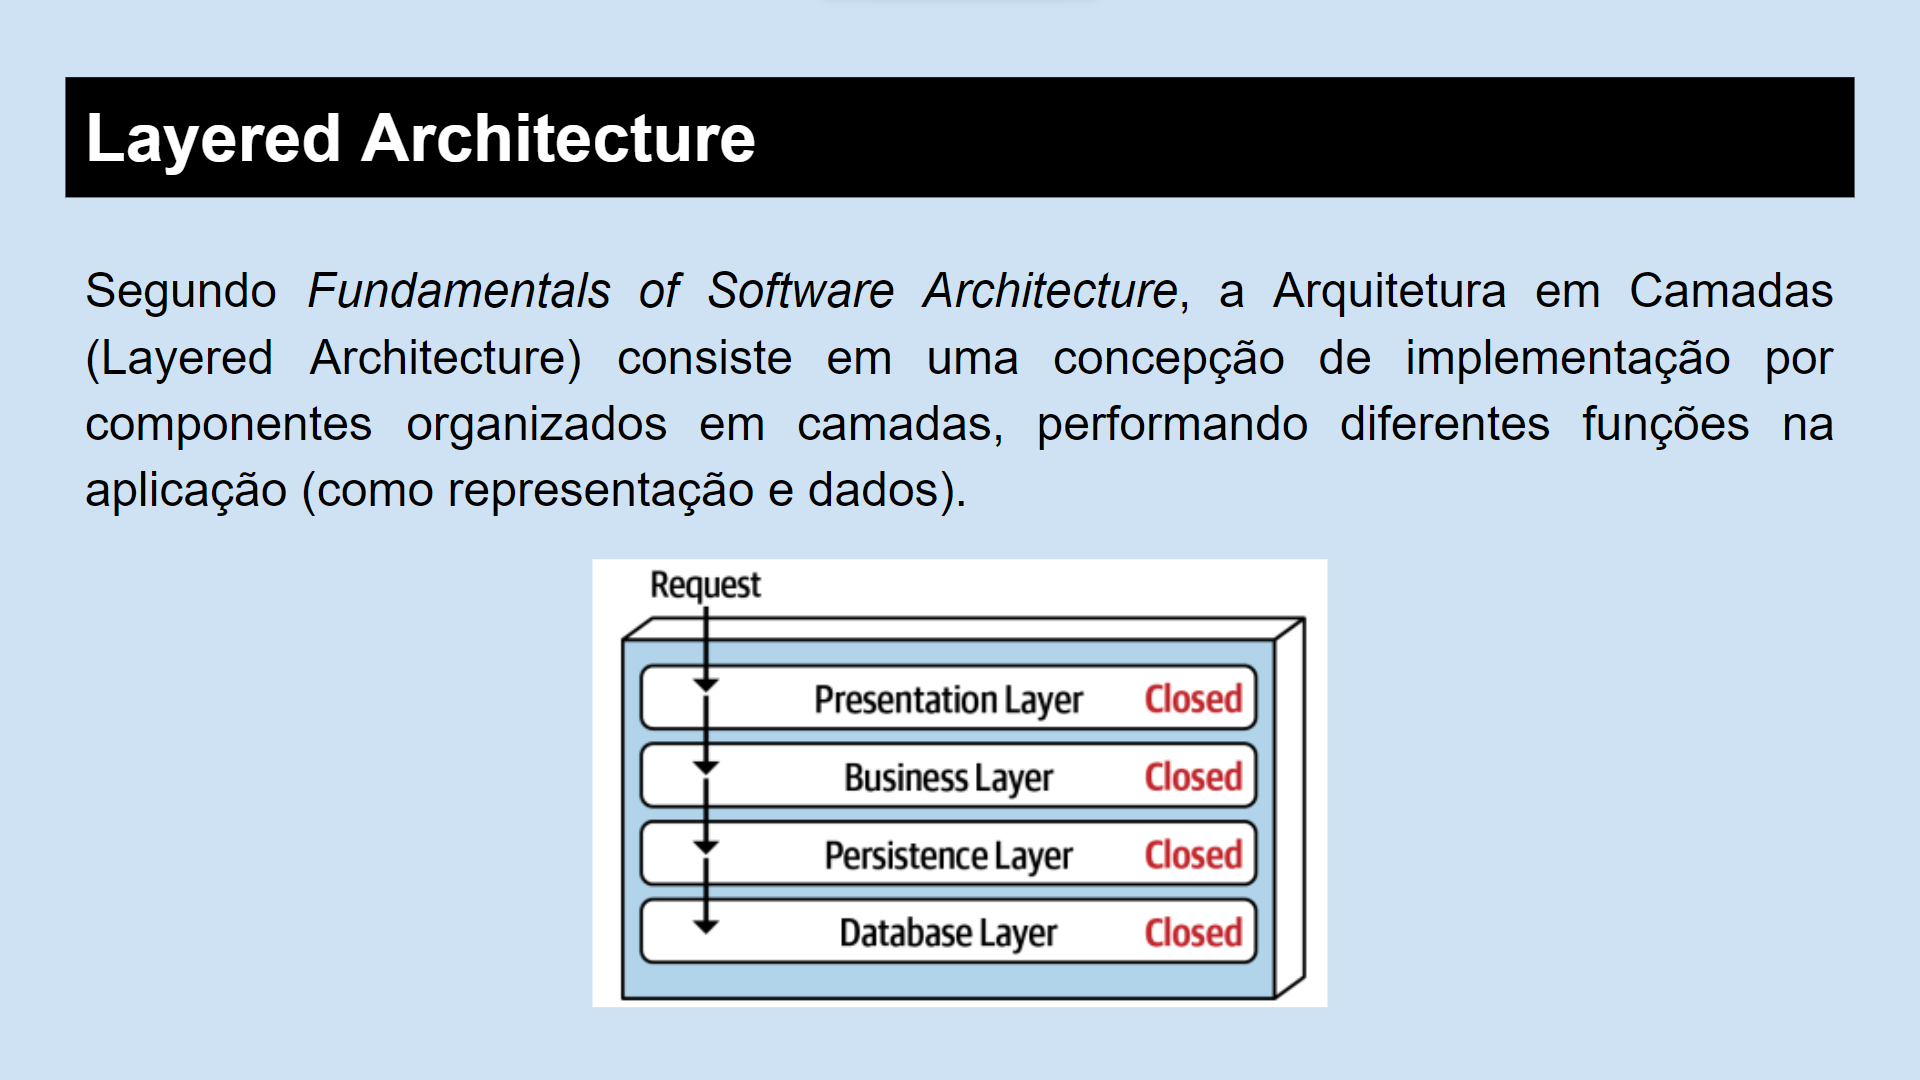 Layered Architecture
Segundo Fundamentals of Software Architecture, a Arquitetura em Camadas
(Layered Architecture) consiste em uma concepção de implementação por
componentes organizados em camadas, performando diferentes funções na
aplicação (como representação e dados).
Request
Presentation Layer Closed
Business Layer Closed
Persistence Layer Closed
Database Layer Closed